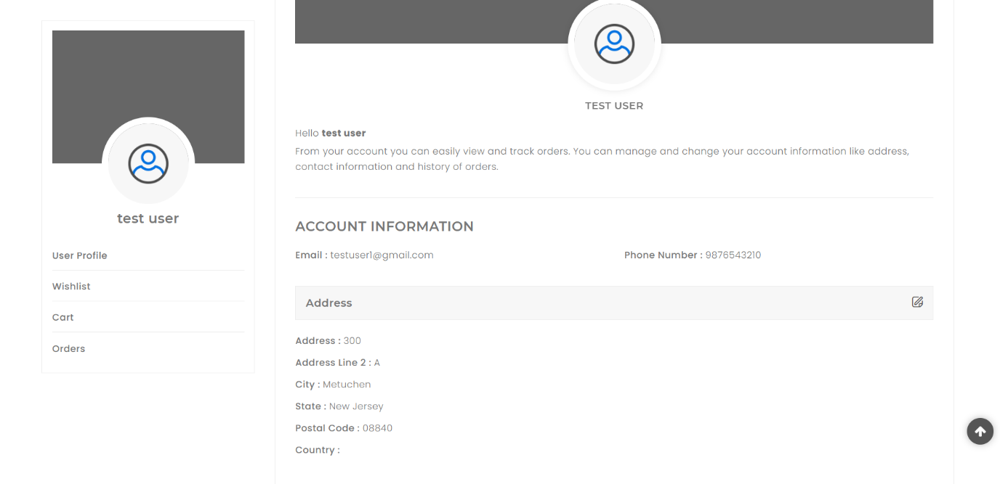 test user
User Profile
Wishlist
Cart
Orders
TEST USER
Hello test user
From your account you can easily view and track orders. You can manage and change your account information like address,
contact information and history of orders.
ACCOUNT INFORMATION
Email : testuser1@gmail.com
Phone Number : 9876543210
Address
Address : 300
Address Line 2 : A
City : Metuchen
State : New Jersey
Postal Code : 08840
Country :